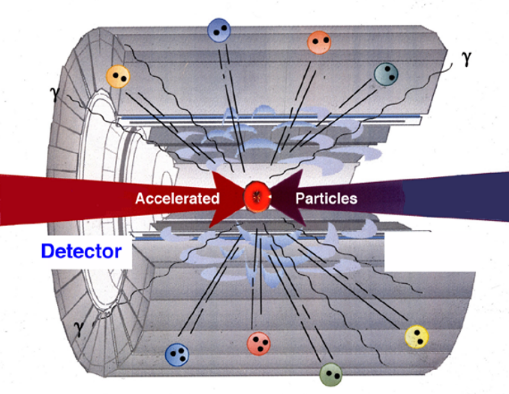 γ
γ
Accelerated Particles
Detector
γ